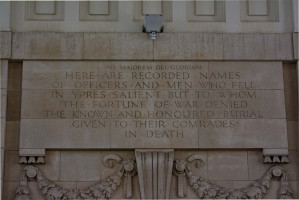 AD MAJOREM DEI GLORIAM
HERE ARE RECORDED NAMES
OF OFFICERS AND MEN WHO FELL
IN YPRES SALIENT BUT TO WHOM
THE FORTUNE OF WAR DENIED
THE KNOWN AND HONOURED BURIAL
GIVEN TO THEIR COMRADES
IN DEATH